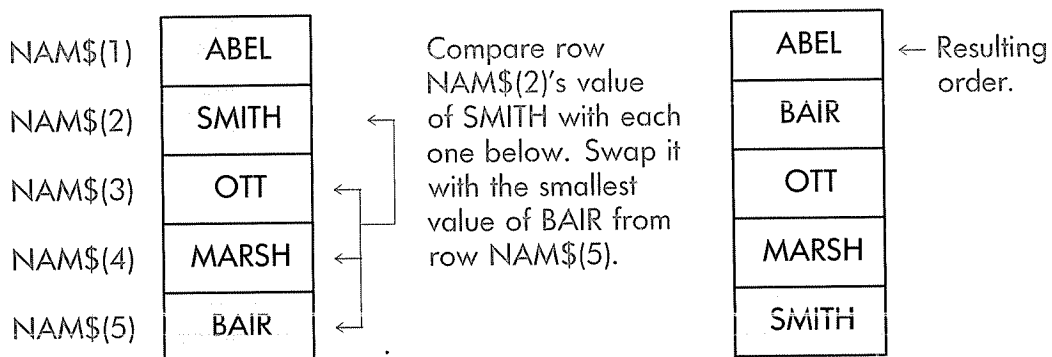 NAM$(1) ABEL
NAM$(2) SMITH
NAM$(3) OTT
NAM$(4) MARSH
NAM$(5) BAIR
Compare row
NAM$(2)'s value
of SMITH with each
one below. Swap it
with the smallest
value of BAIR from
row NAM$(5).
ABEL
BAIR
OTT
MARSH
SMITH
Resulting
order.